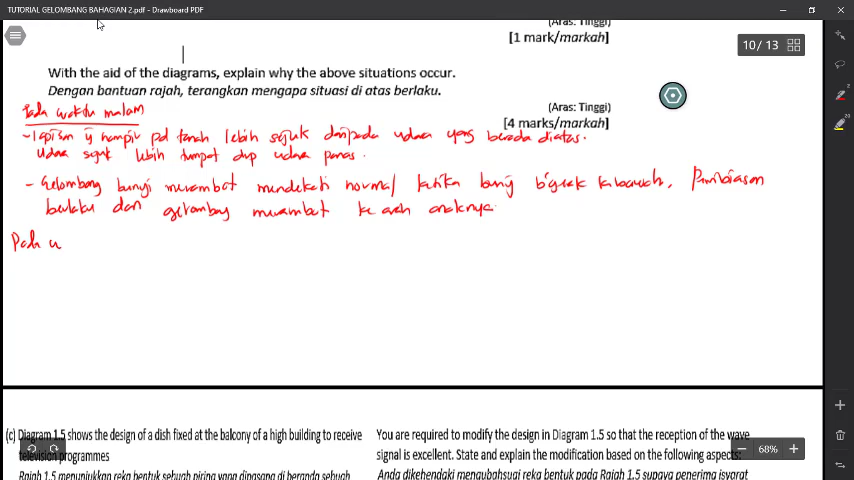 TUTORIAL GELOMBANG BAHAGIAN 2.pdf - Drawboard PDF
(Aras: Tinggi)
[1 mark/markah]
10 / 13
With the aid of the diagrams, explain why the above situations occur.
Dengan bantuan rajah, terangkan mengapa situasi di atas berlaku.
(Aras: Tinggi)
[4 marks/markah]
20
Pada waktu malam
- lapisan yg hampir pd tanah lebih sejuk daripada udara yang berada diatas.
Udara sejuk lebih tumpat drp udara panas.
- Gelombang bunyi merambat mendekati normal ketika bunyi b'gerak kebawah. Pembiasan
berlaku dan gelombang merambat ke arah anaknya.
Pada w
(c) Diagram 1.5 shows the design of a dish fixed at the balcony of a high building to receive
television programmes
Rajah 1.5 menunjukkan reka bentuk sebuah piring yang dipasang di beranda sebuah
You are required to modify the design in Diagram 1.5 so that the reception of the wave
signal is excellent. State and explain the modification based on the following aspects:
Anda dikehendaki mengubahsuai reka bentuk pada Rajah 1.5 supaya penerima isyarat
68%